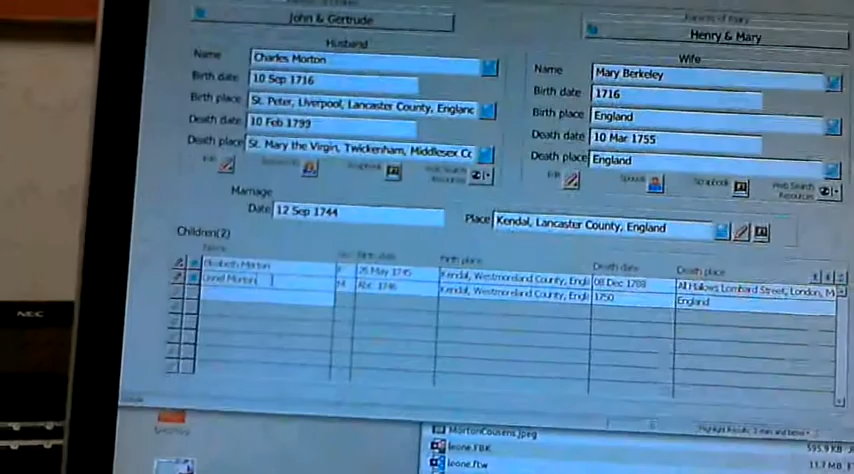 John & Gertrude
Henry & Mary
Husband
Wife
Name Charles Morton
Name Mary Berkeley
Birth date 10 Sep 1716
Birth date 1716
Birth place St. Peter, Liverpool, Lancaster County, England
Birth place England
Death date 10 Feb 1799
Death date 10 Mar 1755
Death place St. Mary the Virgin, Twickenham, Middlesex Co
Death place England
Edit Scrapbook Web Search
Edit Spouse Scrapbook Web Search
Resources
Resources
Marriage
Date 12 Sep 1744 Place Kendal, Lancaster County, England
Children(2)
Name Birth date Birth place Death date Death place
Elizabeth Morton F 26 May 1745 Kendal, Westmoreland County, Engl 08 Dec 1788 All Hallows Lombard Street, London, M
Lionel Morton M Abt. 1746 Kendal, Westmoreland County, Engl 1750 England
NEC
MortonCousens.jpeg 595.9 KB
leone.FBK
leone.ftw 11.7 MB